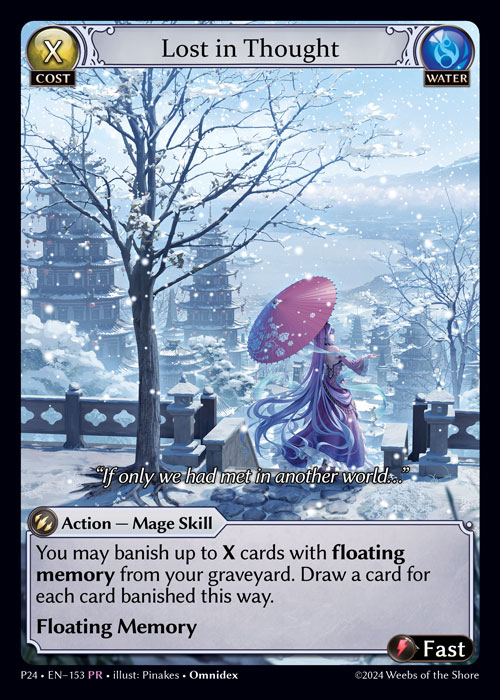 X
COST
Lost in Thought
WATER
“If only we had met in another world...”
Action — Mage Skill
You may banish up to X cards with floating
memory from your graveyard. Draw a card for
each card banished this way.
Floating Memory
Fast
P24 • EN–153 PR • illust: Pinakes • Omnidex
©2024 Weebs of the Shore